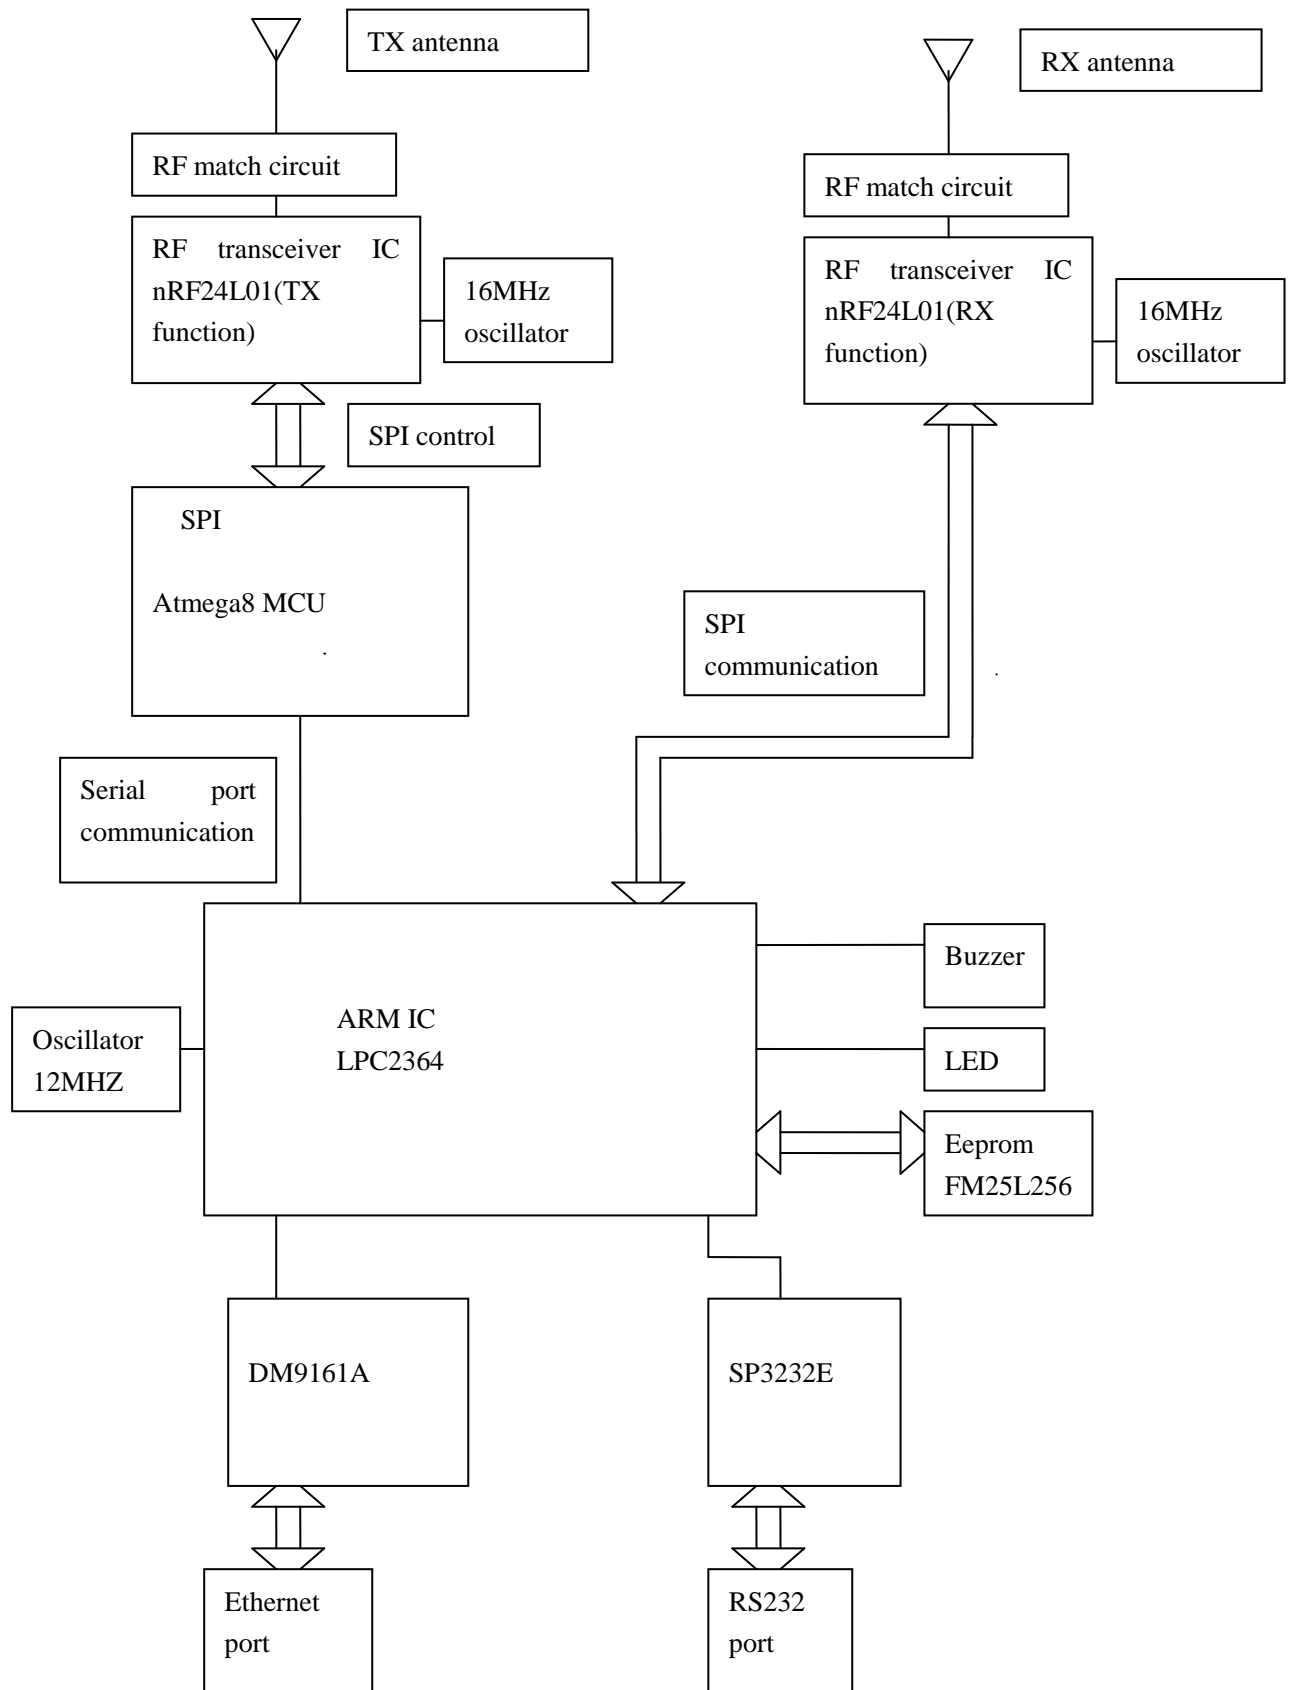 TX antenna
RX antenna
RF match circuit
RF match circuit
RF transceiver IC
nRF24L01(TX
function)
16MHz
oscillator
RF transceiver IC
nRF24L01(RX
function)
16MHz
oscillator
SPI control
SPI
Atmega8 MCU
SPI
communication
Serial port
communication
Buzzer
ARM IC
LPC2364
Oscillator
12MHZ
LED
Eeprom
FM25L256
DM9161A
SP3232E
Ethernet
port
RS232
port